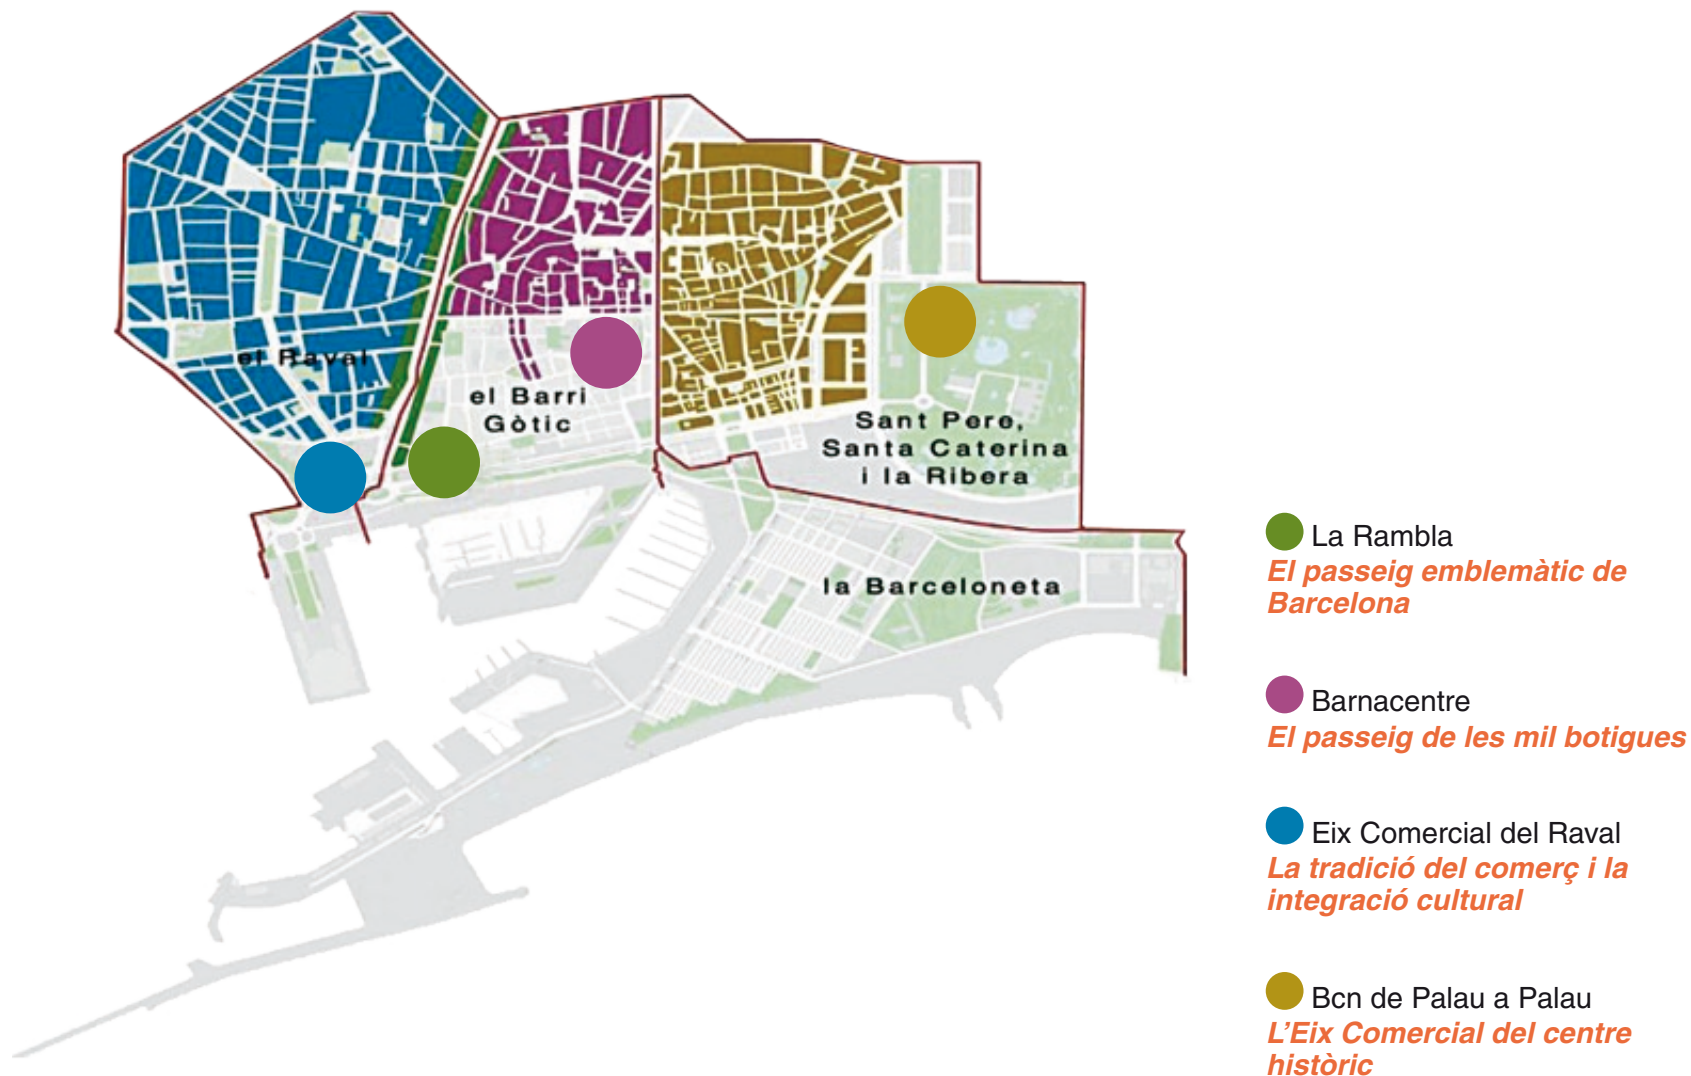 el Raval
el Barri
Gòtic
Sant Pere,
Santa Caterina
i la Ribera
la Barceloneta
La Rambla
El passeig emblemàtic de
Barcelona
Barnacentre
El passeig de les mil botigues
Eix Comercial del Raval
La tradició del comerç i la
integració cultural
Bcn de Palau a Palau
L’Eix Comercial del centre
històric